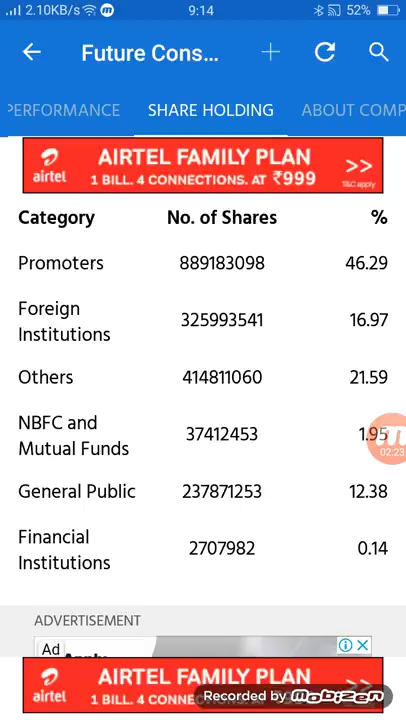 2.10KB/s 9:14 52%
Future Cons...
PERFORMANCE SHARE HOLDING ABOUT COMP
airtel AIRTEL FAMILY PLAN >>
1 BILL. 4 CONNECTIONS. AT ₹999 T&C apply
Category No. of Shares %
Promoters 889183098 46.29
Foreign
Institutions 325993541 16.97
Others 414811060 21.59
NBFC and
Mutual Funds 37412453 1.95
02:23
General Public 237871253 12.38
Financial
Institutions 2707982 0.14
ADVERTISEMENT
Ad
airtel AIRTEL FAMILY PLAN >>
1 BILL. 4 CONNE
Recorded by Mobizen